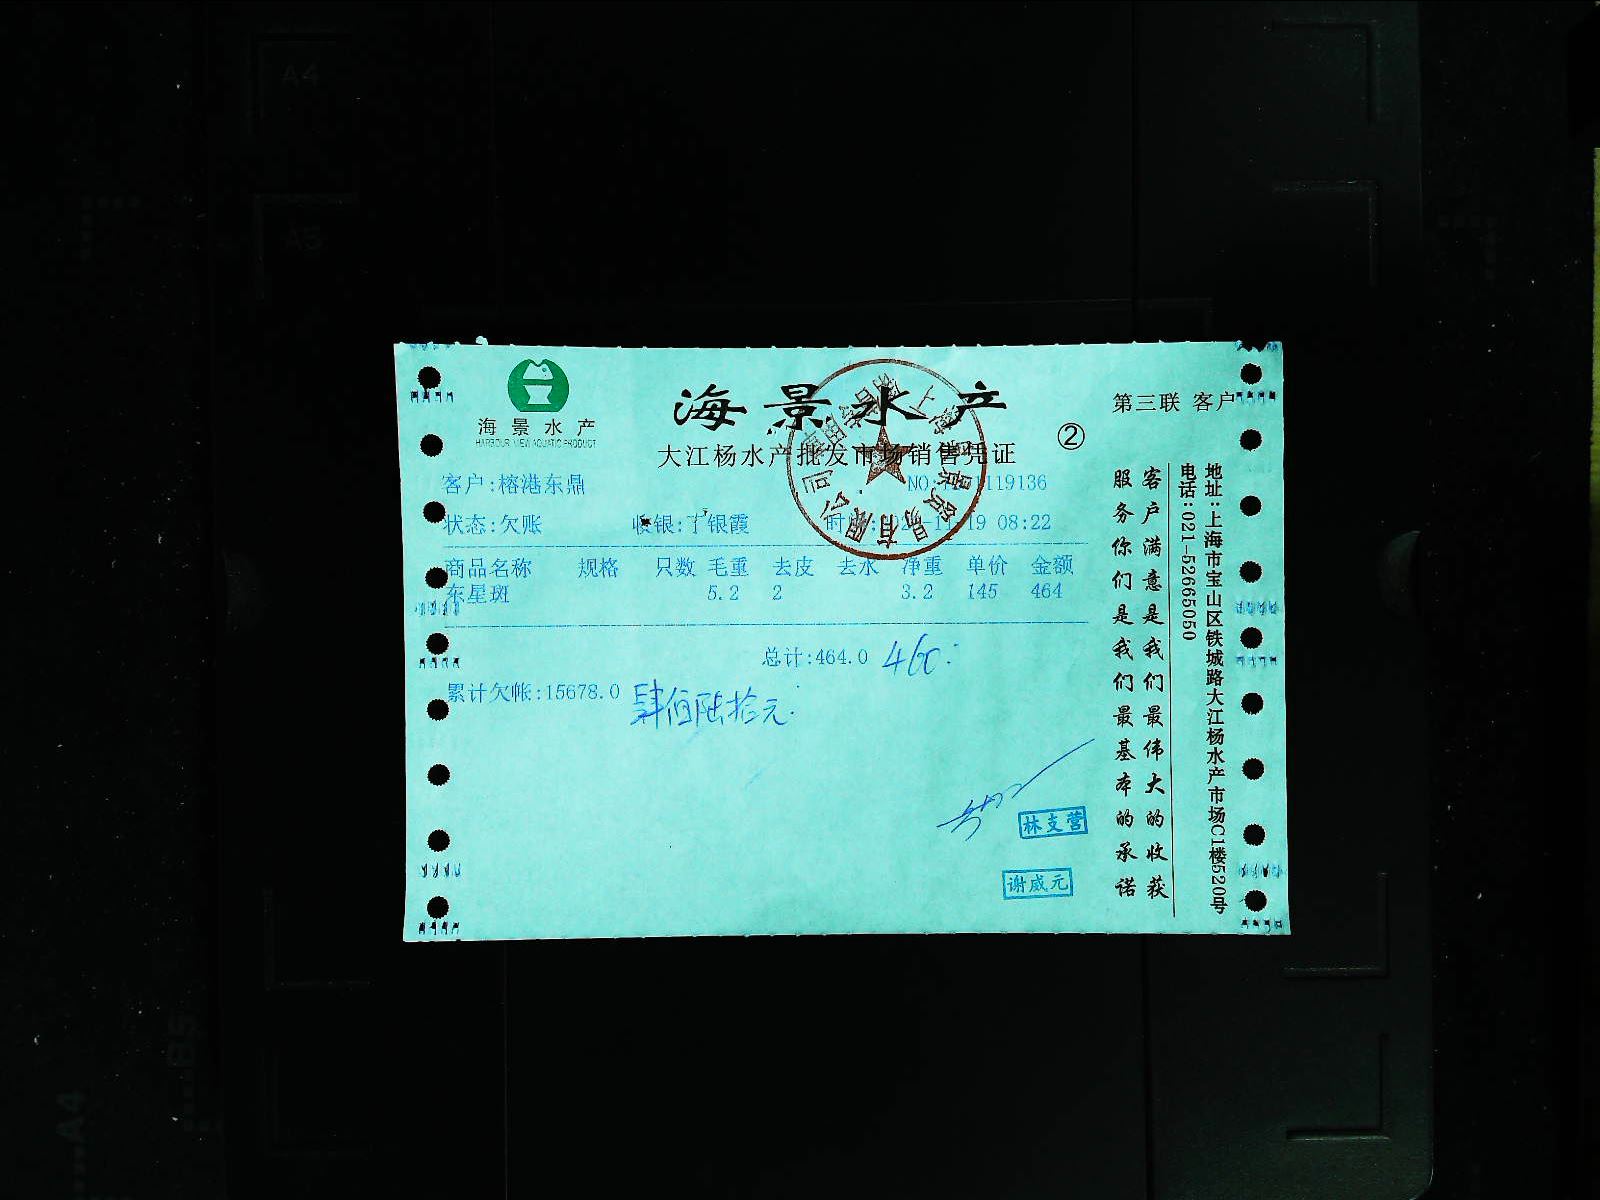 海景水产
HARBOUR VIEW AQUATIC PRODUCT
海景水产
第三联 客户
大江杨水产批发市场销售凭证
②
客户:榕港东鼎
NO: 1119136
状态:欠账 收银:丁银霞 19 08:22
商品名称 规格 只数 毛重 去皮 去水 净重 单价 金额
东星斑 5.2 2 3.2 145 464
总计:464.0 460.
累计欠帐:15678.0 肆佰陆拾元.
林支营
谢威元
客户满意是我们最伟大的收获
服务你们是我们最基本的承诺
地址:上海市宝山区铁城路大江杨水产市场C1楼520号
电话:021-52665050
A4
A5
B5
A4